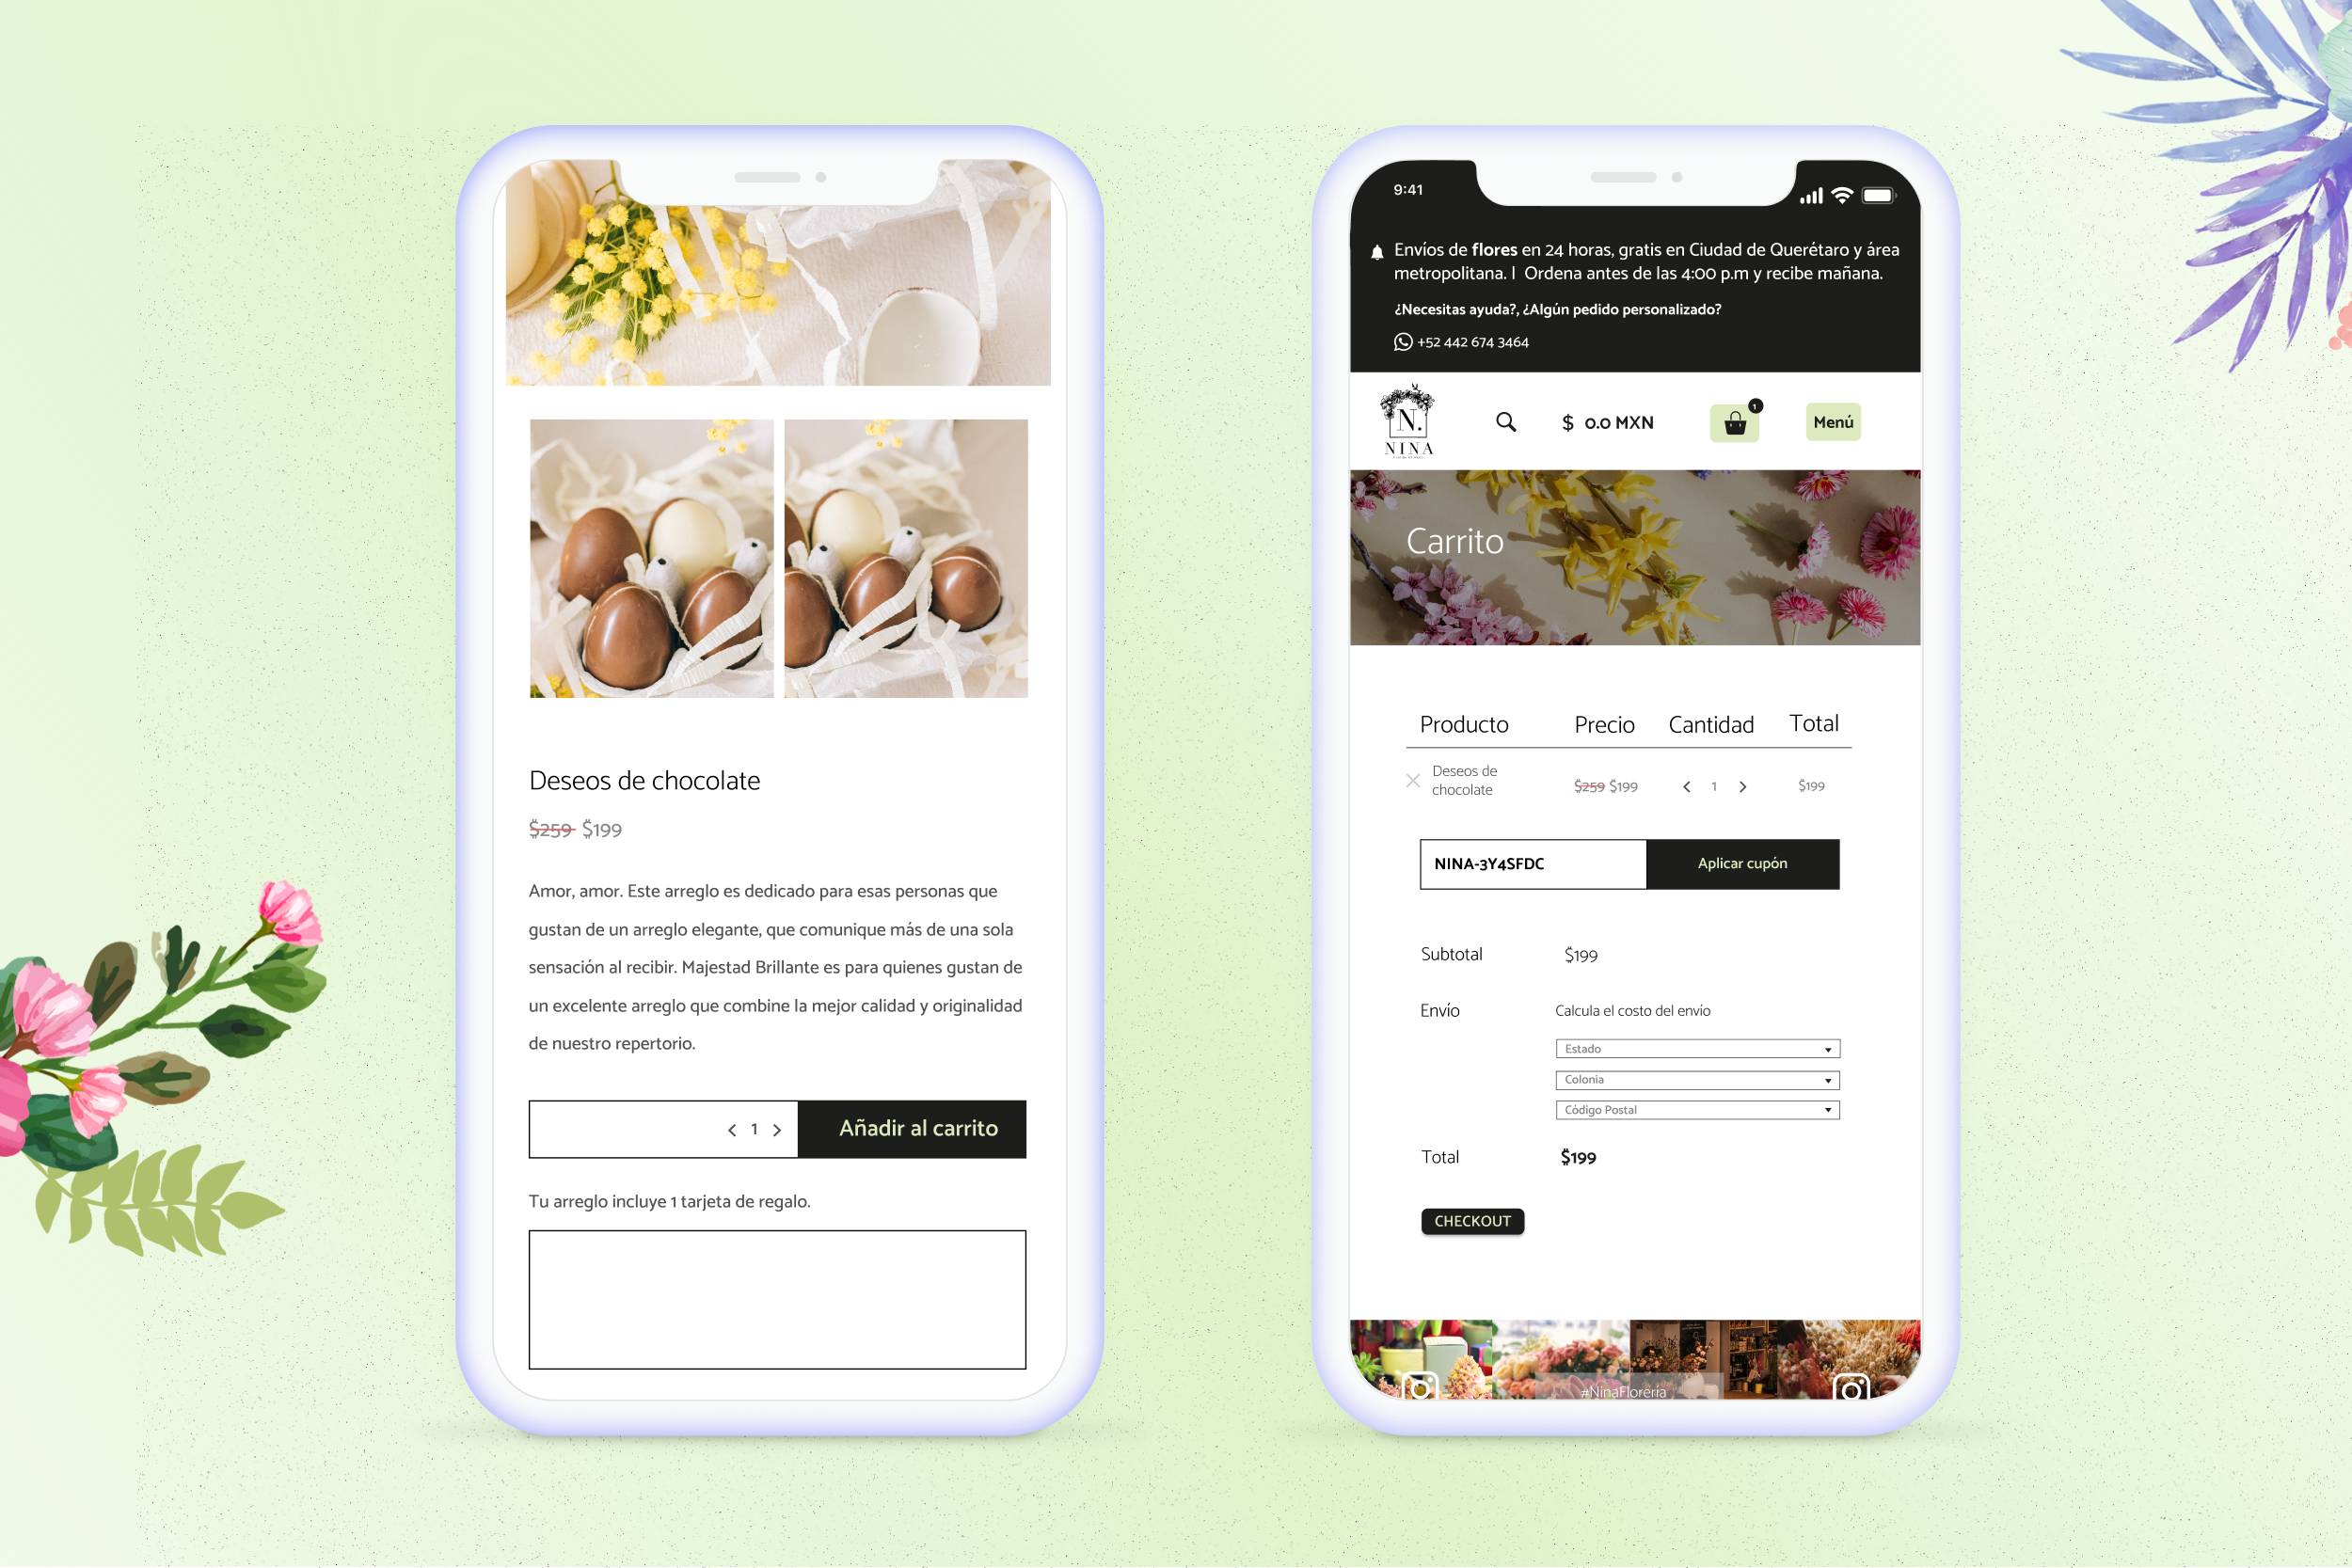 Deseos de chocolate
$259 $199
Amor, amor. Este arreglo es dedicado para esas personas que
gustan de un arreglo elegante, que comunique más de una sola
sensación al recibir. Majestad Brillante es para quienes gustan de
un excelente arreglo que combine la mejor calidad y originalidad
de nuestro repertorio.
1 Añadir al carrito
Tu arreglo incluye 1 tarjeta de regalo.
9:41
Envíos de flores en 24 horas, gratis en Ciudad de Querétaro y área
metropolitana. | Ordena antes de las 4:00 p.m y recibe mañana.
¿Necesitas ayuda?, ¿Algún pedido personalizado?
+52 442 674 3464
N.
NINA
$ 0.0 MXN
1
Menú
Carrito
Producto Precio Cantidad Total
Deseos de
chocolate
$259 $199 1 $199
NINA-3Y4SFDC Aplicar cupón
Subtotal $199
Envío Calcula el costo del envío
Estado
Colonia
Código Postal
Total $199
CHECKOUT
#NinaFlorería